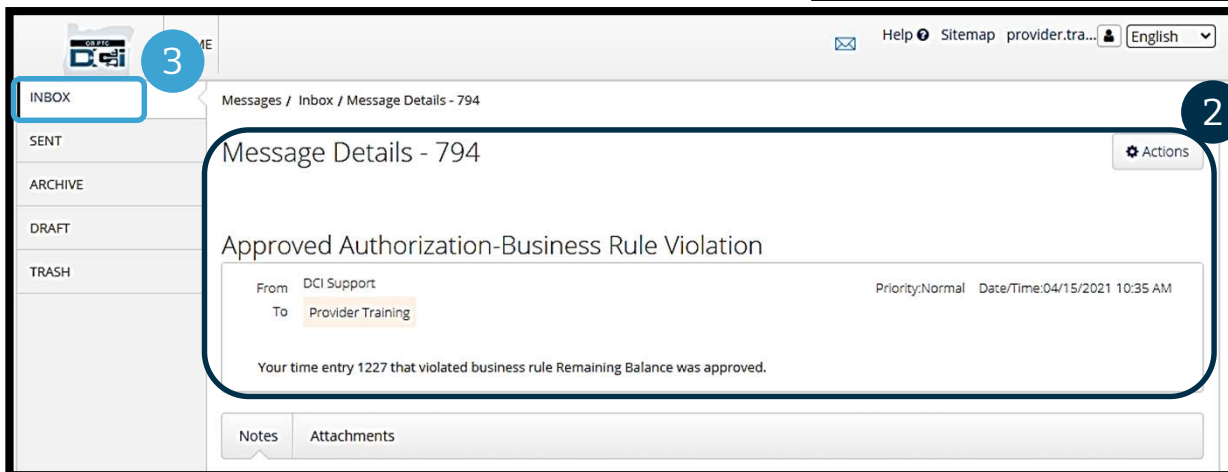 OR PTC
DCi
ME
Help Sitemap provider.tra... English
3
INBOX
Messages / Inbox / Message Details - 794
2
SENT
Message Details - 794
Actions
ARCHIVE
DRAFT
Approved Authorization-Business Rule Violation
TRASH
From DCI Support
Priority:Normal Date/Time:04/15/2021 10:35 AM
To Provider Training
Your time entry 1227 that violated business rule Remaining Balance was approved.
Notes Attachments